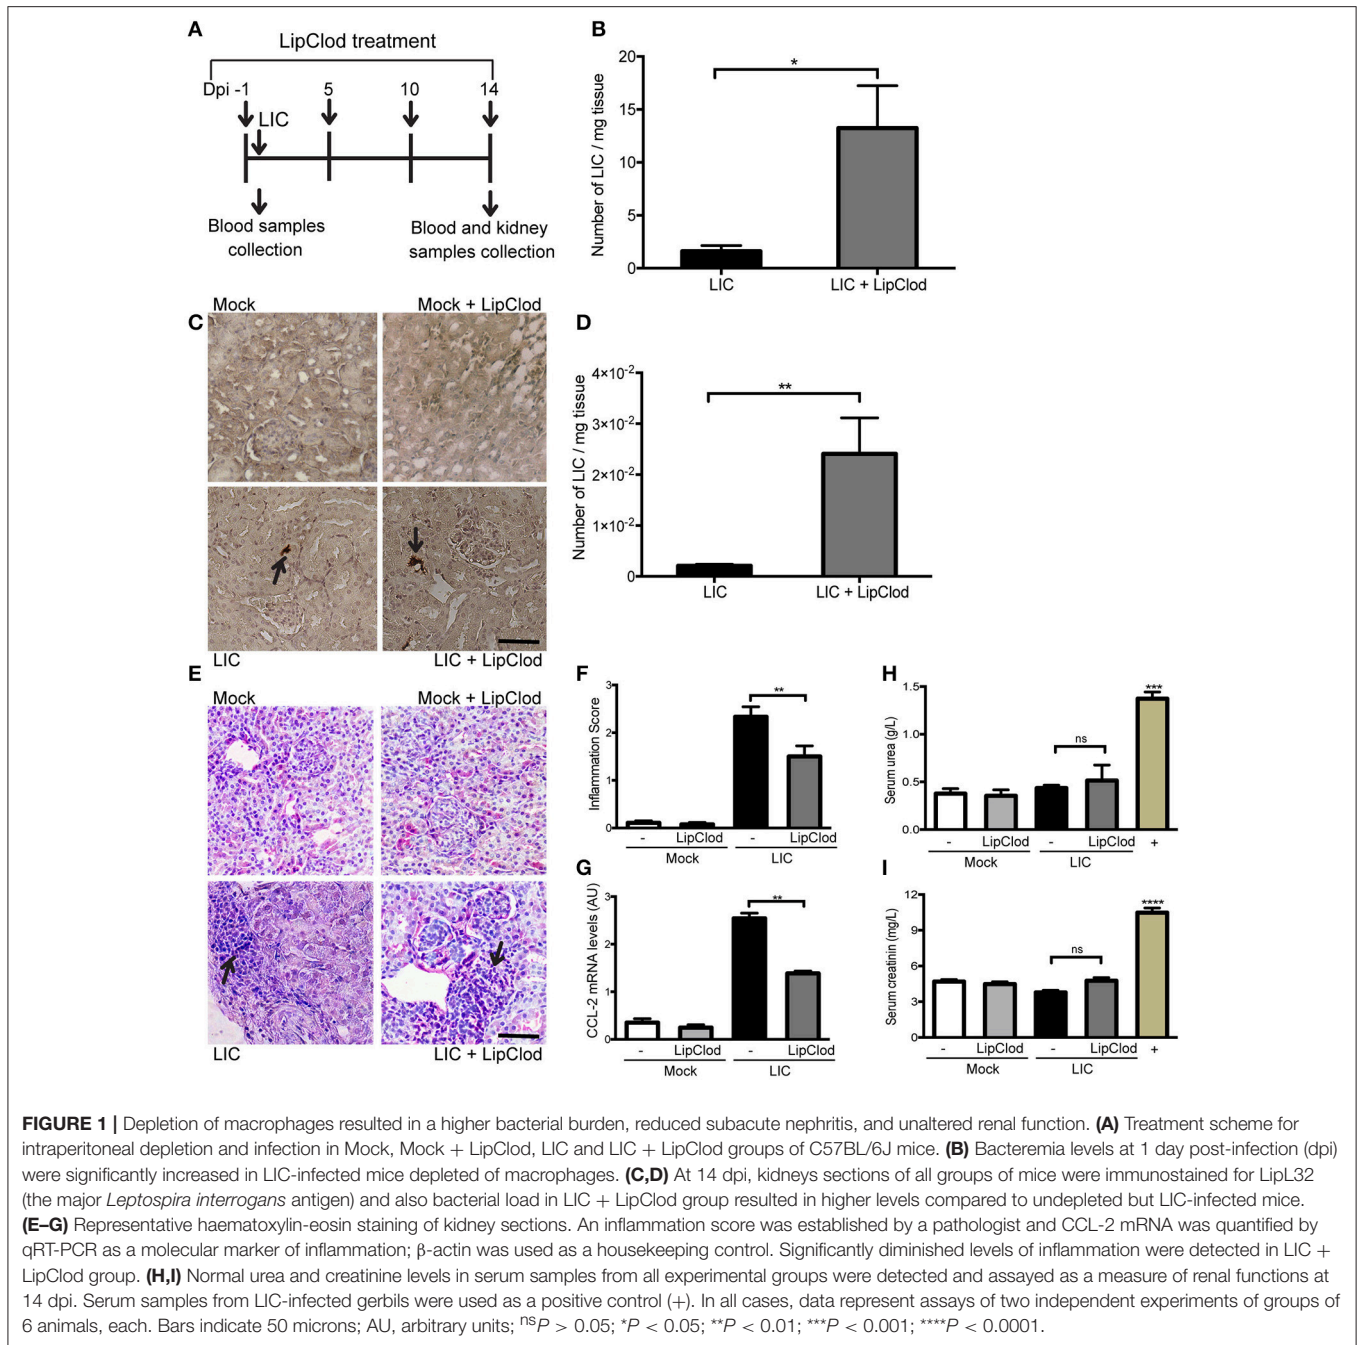 A
LipClod treatment
Dpi -1 5 10 14
LIC
Blood samples
collection
Blood and kidney
samples collection
B
Number of LIC / mg tissue
20
15
10
5
0
*
LIC
LIC + LipClod
C
Mock
Mock + LipClod
LIC
LIC + LipClod
D
Number of LIC / mg tissue
4×10⁻²
3×10⁻²
2×10⁻²
1×10⁻²
0
**
LIC
LIC + LipClod
E
Mock
Mock + LipClod
LIC
LIC + LipClod
F
Inflammation Score
3
2
1
0
**
- LipClod - LipClod
Mock LIC
G
CCL-2 mRNA levels (AU)
3
2
1
0
**
- LipClod - LipClod
Mock LIC
H
Serum urea (g/L)
1.5
1.0
0.5
0.0
ns
***
- LipClod - LipClod +
Mock LIC
I
Serum creatinin (mg/L)
12
9
6
3
0
ns
****
- LipClod - LipClod +
Mock LIC
FIGURE 1 | Depletion of macrophages resulted in a higher bacterial burden, reduced subacute nephritis, and unaltered renal function. (A) Treatment scheme for
intraperitoneal depletion and infection in Mock, Mock + LipClod, LIC and LIC + LipClod groups of C57BL/6J mice. (B) Bacteremia levels at 1 day post-infection (dpi)
were significantly increased in LIC-infected mice depleted of macrophages. (C,D) At 14 dpi, kidneys sections of all groups of mice were immunostained for LipL32
(the major Leptospira interrogans antigen) and also bacterial load in LIC + LipClod group resulted in higher levels compared to undepleted but LIC-infected mice.
(E–G) Representative haematoxylin-eosin staining of kidney sections. An inflammation score was established by a pathologist and CCL-2 mRNA was quantified by
qRT-PCR as a molecular marker of inflammation; β-actin was used as a housekeeping control. Significantly diminished levels of inflammation were detected in LIC +
LipClod group. (H,I) Normal urea and creatinine levels in serum samples from all experimental groups were detected and assayed as a measure of renal functions at
14 dpi. Serum samples from LIC-infected gerbils were used as a positive control (+). In all cases, data represent assays of two independent experiments of groups of
6 animals, each. Bars indicate 50 microns; AU, arbitrary units; ⁿˢP > 0.05; *P < 0.05; **P < 0.01; ***P < 0.001; ****P < 0.0001.